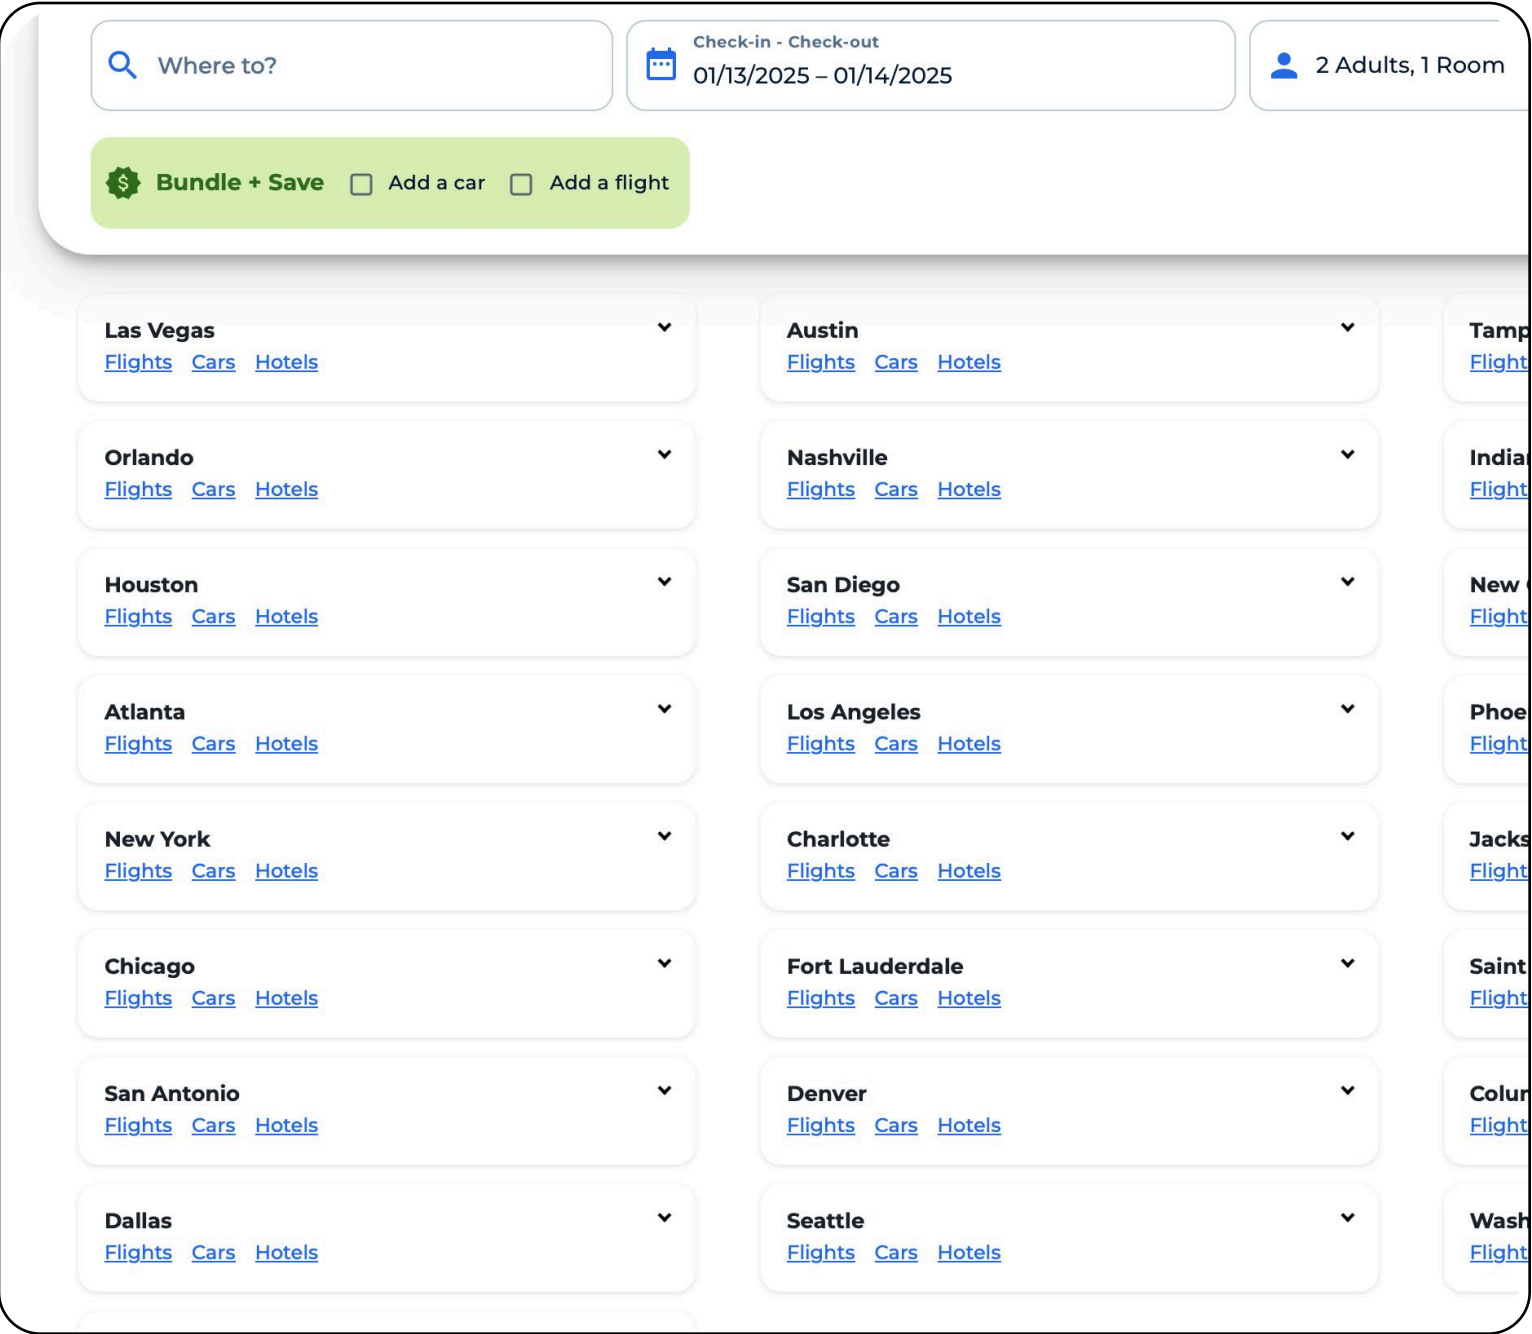 Where to?
Check-in - Check-out
01/13/2025 – 01/14/2025
2 Adults, 1 Room
Bundle + Save Add a car Add a flight
Las Vegas
Flights Cars Hotels
Austin
Flights Cars Hotels
Orlando
Flights Cars Hotels
Nashville
Flights Cars Hotels
Houston
Flights Cars Hotels
San Diego
Flights Cars Hotels
New
Atlanta
Flights Cars Hotels
Los Angeles
Flights Cars Hotels
New York
Flights Cars Hotels
Charlotte
Flights Cars Hotels
Chicago
Flights Cars Hotels
Fort Lauderdale
Flights Cars Hotels
Saint
San Antonio
Flights Cars Hotels
Denver
Flights Cars Hotels
Dallas
Flights Cars Hotels
Seattle
Flights Cars Hotels